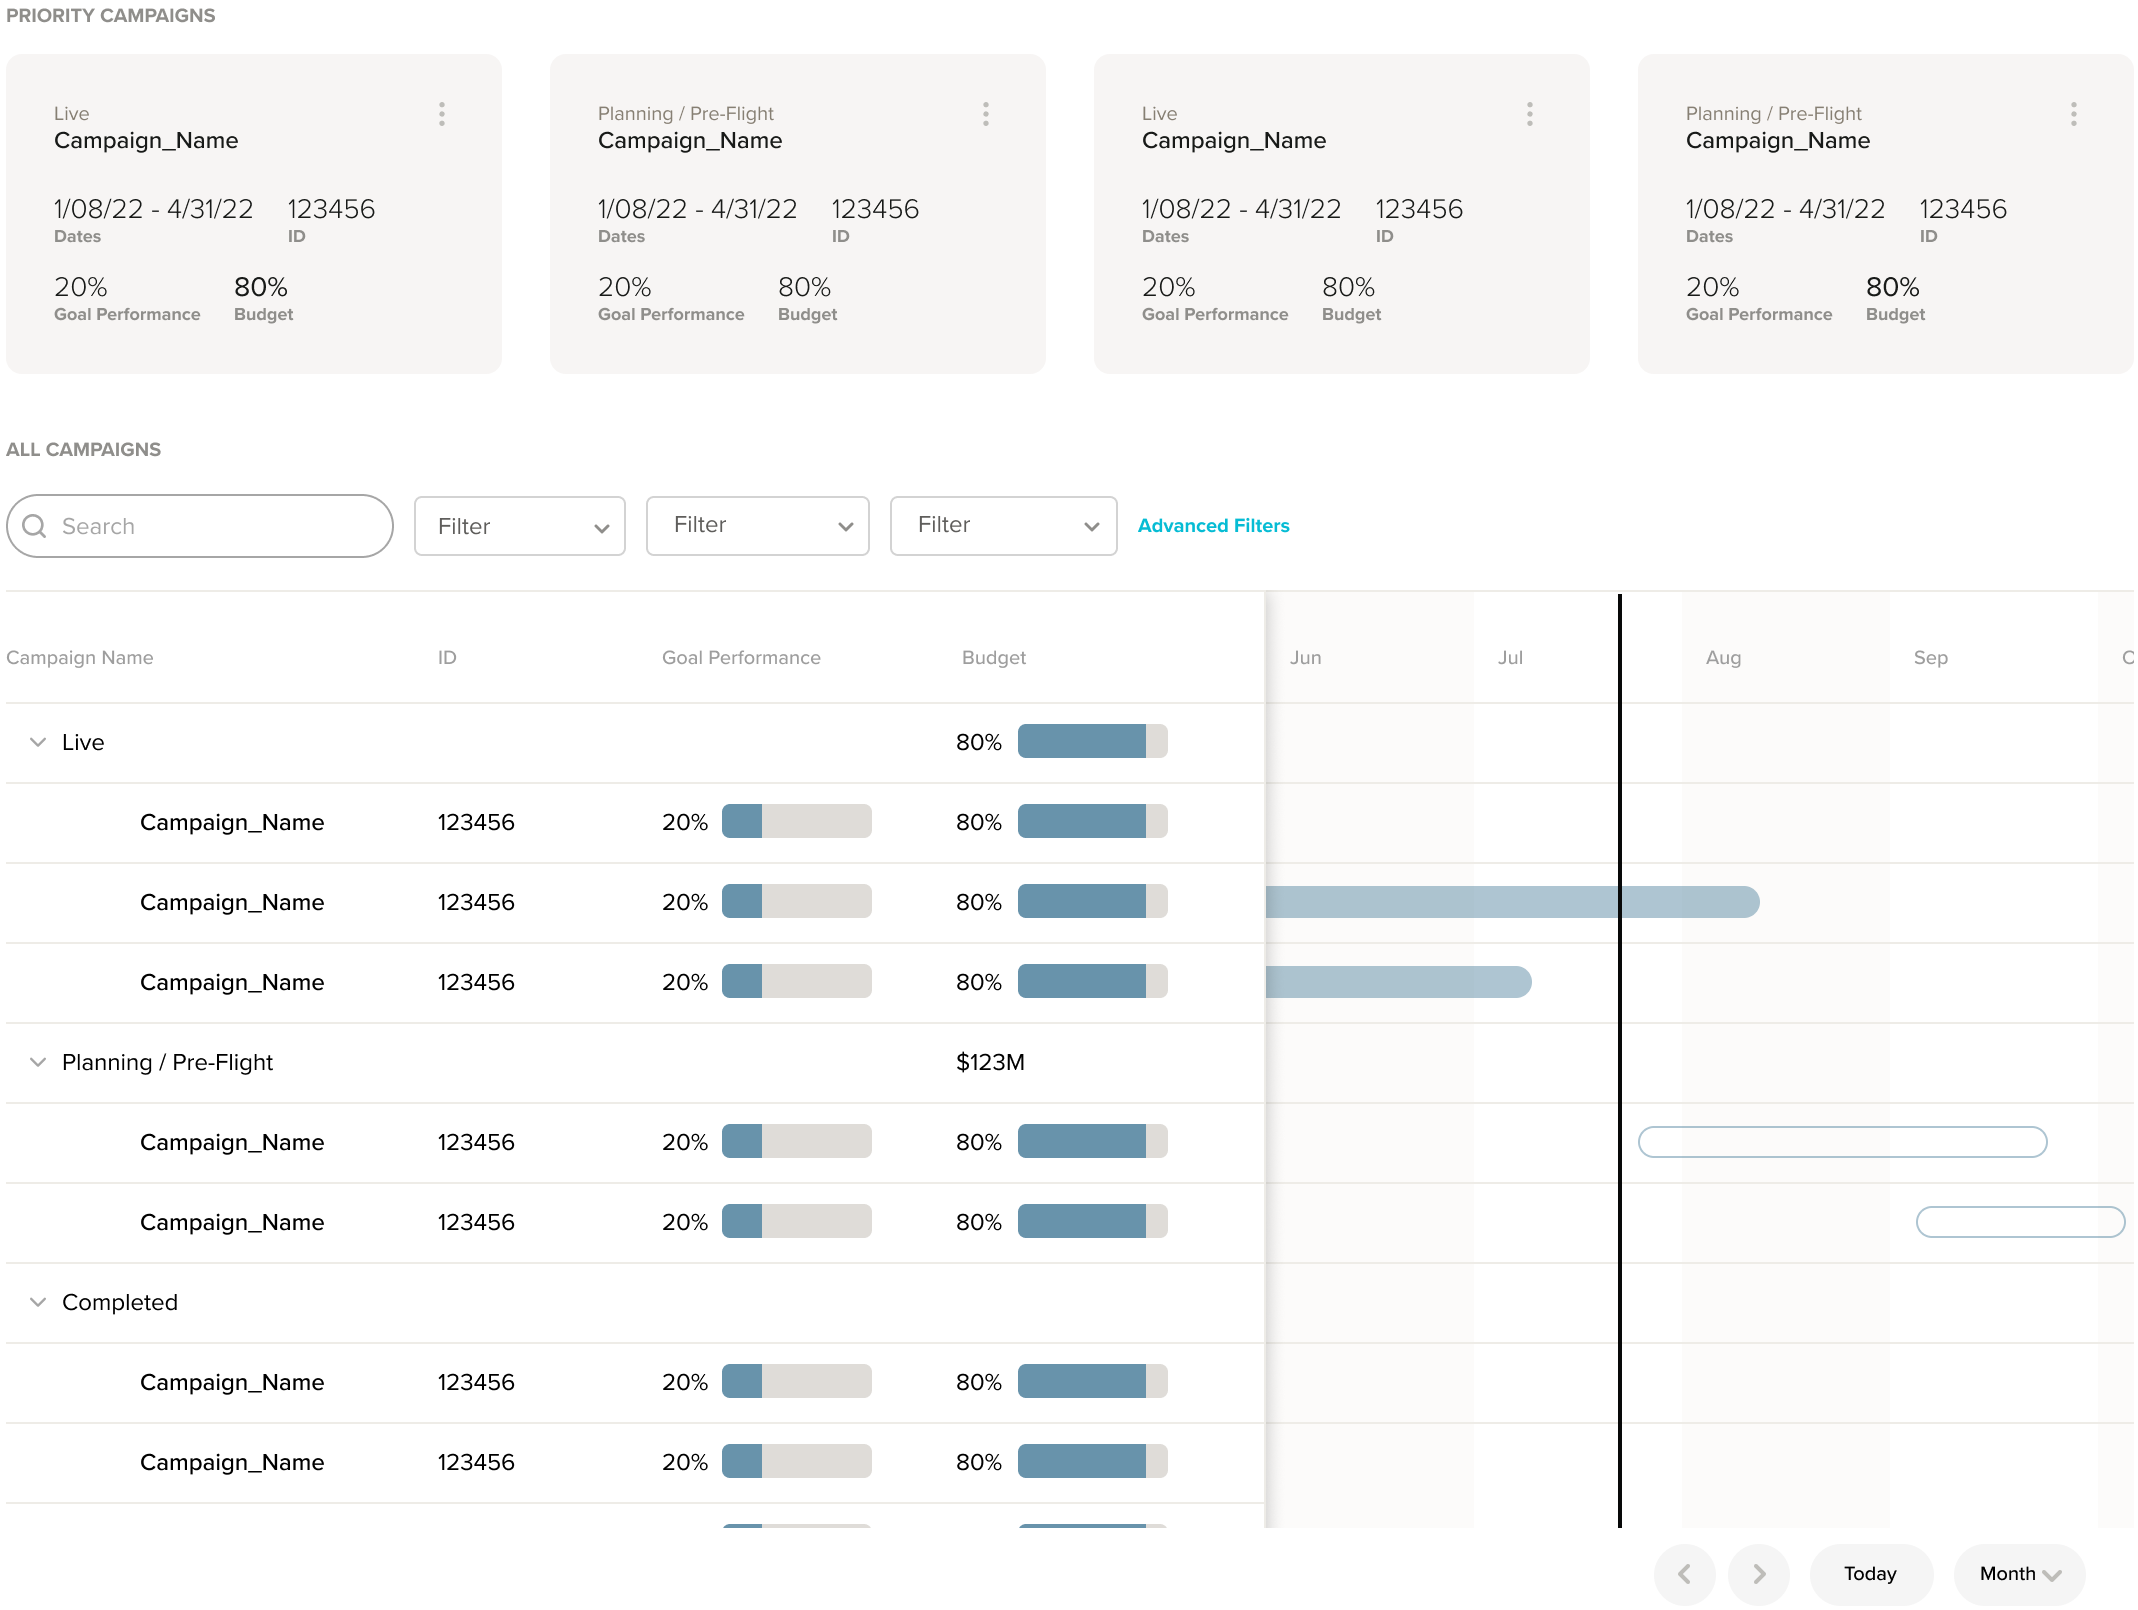 PRIORITY CAMPAIGNS
Live
Campaign_Name
1/08/22 - 4/31/22 123456
Dates ID
20% 80%
Goal Performance Budget
Planning / Pre-Flight
Campaign_Name
1/08/22 - 4/31/22 123456
Dates ID
20% 80%
Goal Performance Budget
Live
Campaign_Name
1/08/22 - 4/31/22 123456
Dates ID
20% 80%
Goal Performance Budget
Planning / Pre-Flight
Campaign_Name
1/08/22 - 4/31/22 123456
Dates ID
20% 80%
Goal Performance Budget
ALL CAMPAIGNS
Search Filter Filter Filter Advanced Filters
Campaign Name ID Goal Performance Budget Jun Jul Aug Sep
Live 80%
Campaign_Name 123456 20% 80%
Campaign_Name 123456 20% 80%
Campaign_Name 123456 20% 80%
Planning / Pre-Flight $123M
Campaign_Name 123456 20% 80%
Campaign_Name 123456 20% 80%
Completed
Campaign_Name 123456 20% 80%
Campaign_Name 123456 20% 80%
Today Month